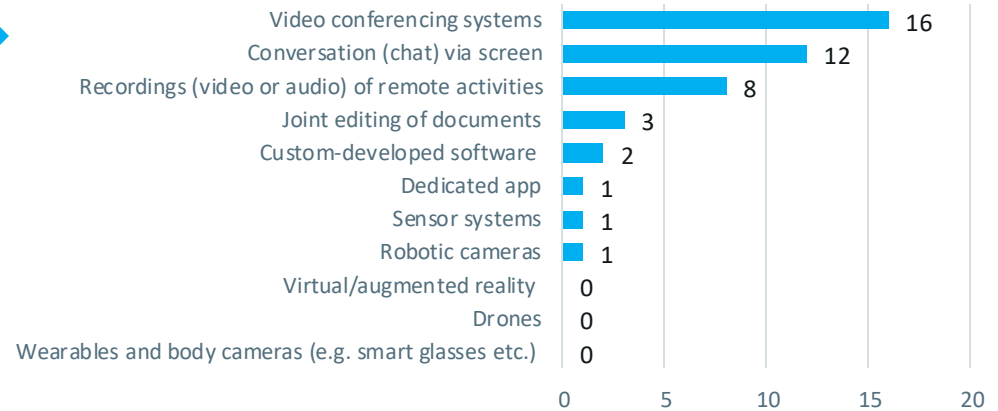 Video conferencing systems 16
Conversation (chat) via screen 12
Recordings (video or audio) of remote activities 8
Joint editing of documents 3
Custom-developed software 2
Dedicated app 1
Sensor systems 1
Robotic cameras 1
Virtual/augmented reality 0
Drones 0
Wearables and body cameras (e.g. smart glasses etc.) 0
0 5 10 15 20